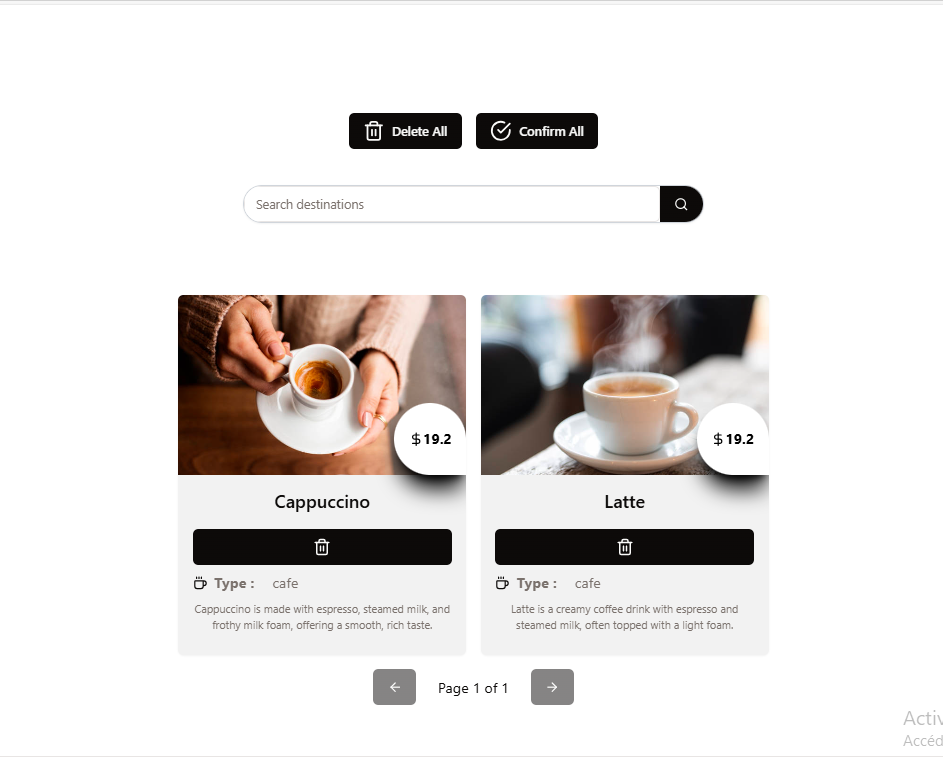 Delete All
Confirm All
Search destinations
$ 19.2
$ 19.2
Cappuccino
Latte
Type : cafe
Type : cafe
Cappuccino is made with espresso, steamed milk, and
frothy milk foam, offering a smooth, rich taste.
Latte is a creamy coffee drink with espresso and
steamed milk, often topped with a light foam.
Page 1 of 1
Activ
Accéd